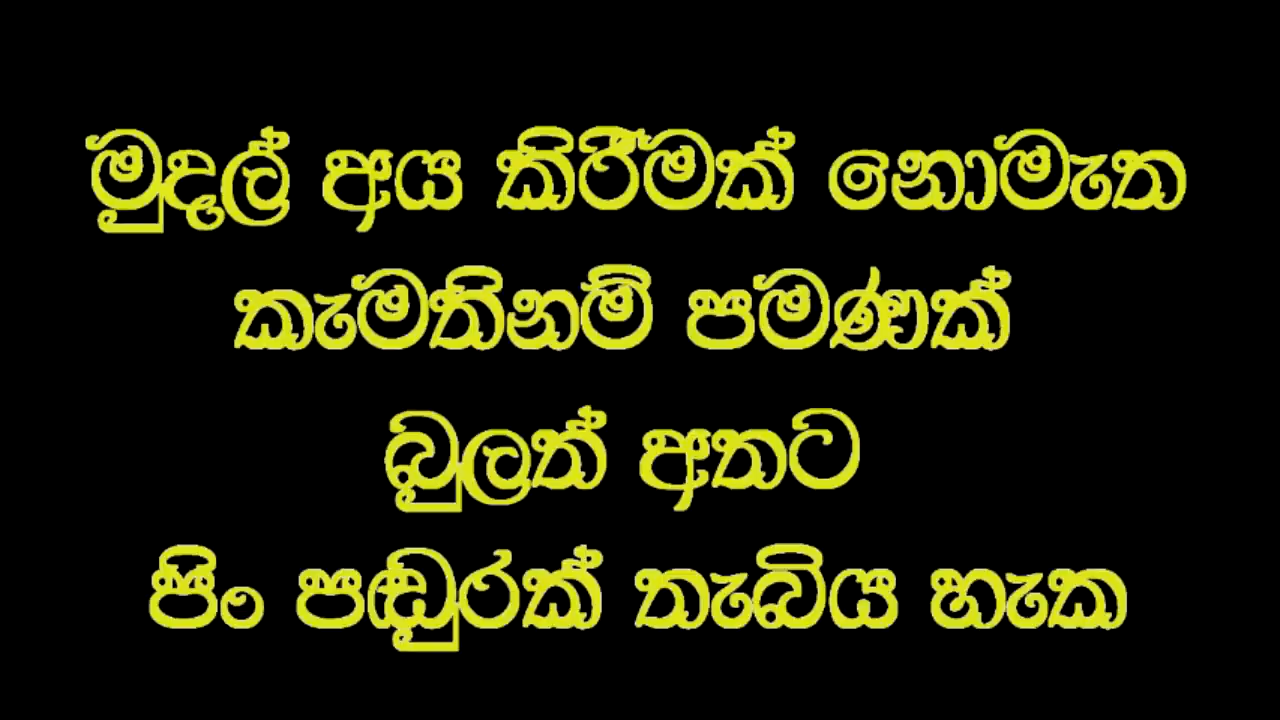 මුදල් අය කිරීමක් නොමැත
කැමතිනම් පමණක්
බුලත් අතට
පිං පඬුරක් තැබිය හැක